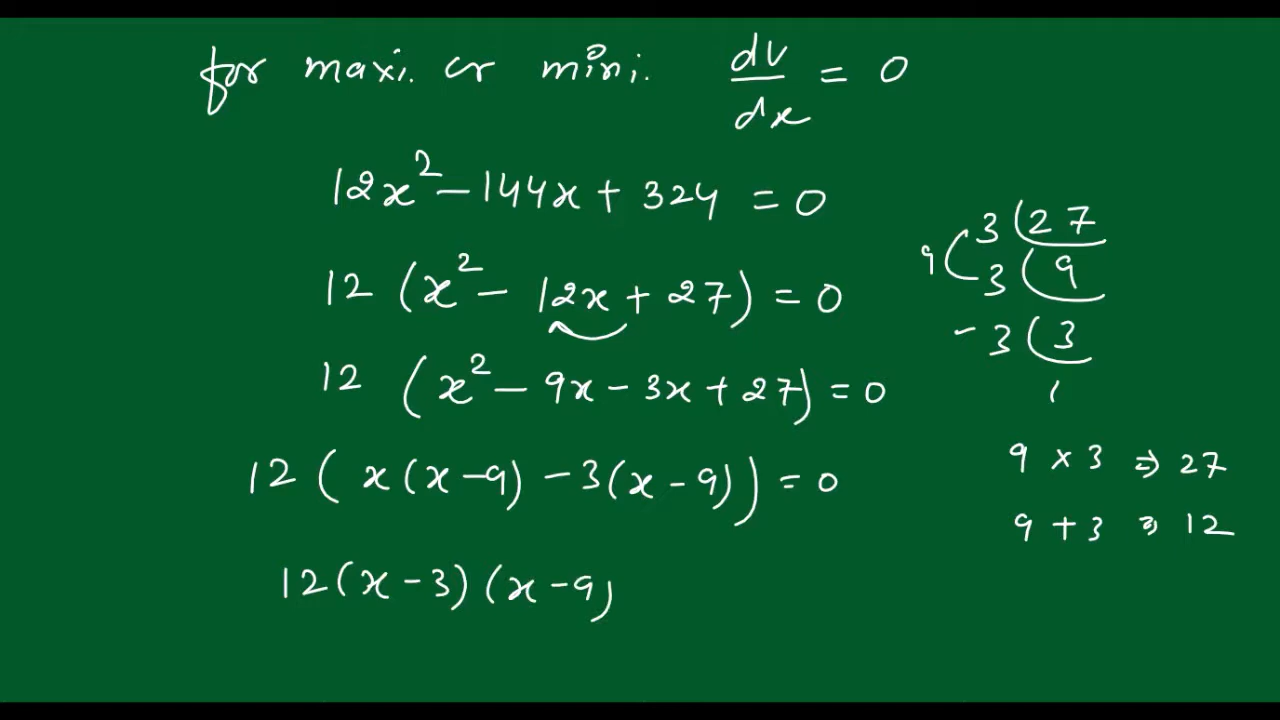 for maxi. or mini. dv/dx = 0
12x² - 144x + 324 = 0
12 (x² - 12x + 27) = 0
12 (x² - 9x - 3x + 27) = 0
12 ( x (x - 9) - 3 (x - 9) ) = 0
12 (x - 3) (x - 9)
3 ( 27
9 ( 3 ( 9
- 3 ( 3
1
9 × 3 ⇒ 27
9 + 3 ⇒ 12